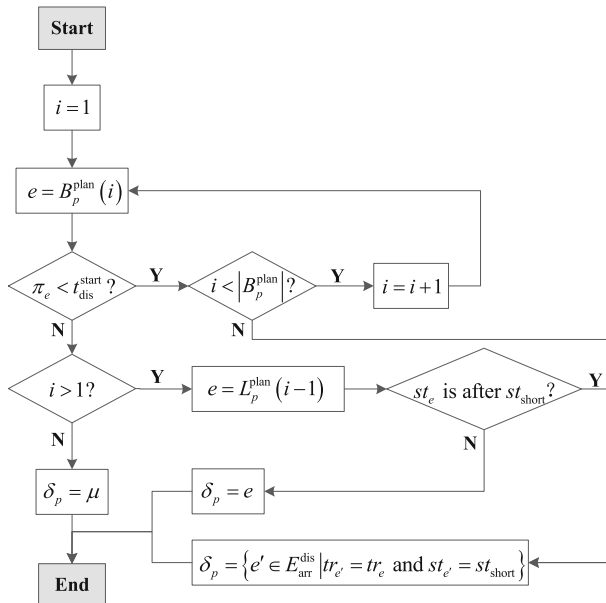 Start
i = 1
e = B_p^plan (i)
π_e < t_dis^start ?
Y
i < |B_p^plan| ?
Y
i = i+1
N
N
i > 1?
Y
e = L_p^plan (i−1)
st_e is after st_short ?
Y
N
N
δ_p = μ
δ_p = e
δ_p = {e′ ∈ E_arr^dis | tr_e′ = tr_e and st_e′ = st_short}
End